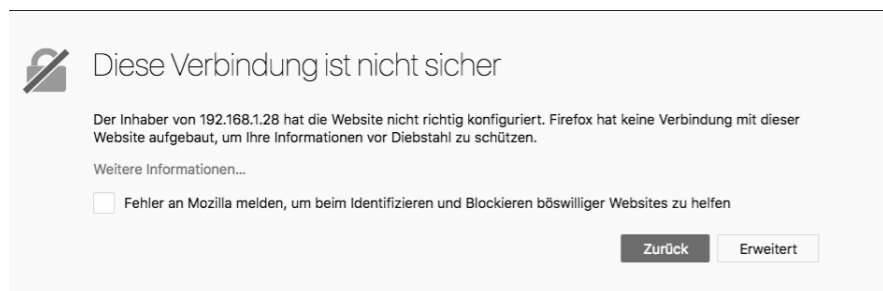 Diese Verbindung ist nicht sicher
Der Inhaber von 192.168.1.28 hat die Website nicht richtig konfiguriert. Firefox hat keine Verbindung mit dieser
Website aufgebaut, um Ihre Informationen vor Diebstahl zu schützen.
Weitere Informationen...
Fehler an Mozilla melden, um beim Identifizieren und Blockieren böswilliger Websites zu helfen
Zurück Erweitert